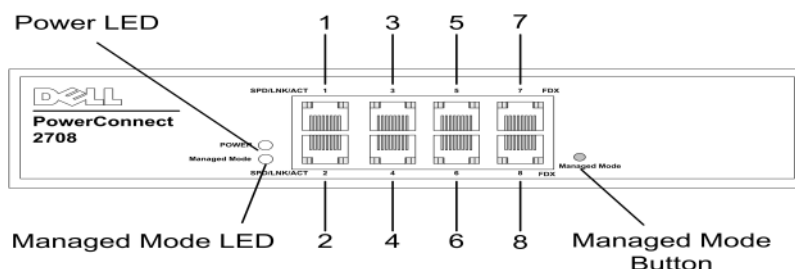 Power LED
1 3 5 7
SPD/LNK/ACT 1 3 5 7 FDX
DELL
PowerConnect
2708
POWER
Managed Mode
Managed Mode
SPD/LNK/ACT 2 4 6 8 FDX
2 4 6 8
Managed Mode LED
Managed Mode
Button